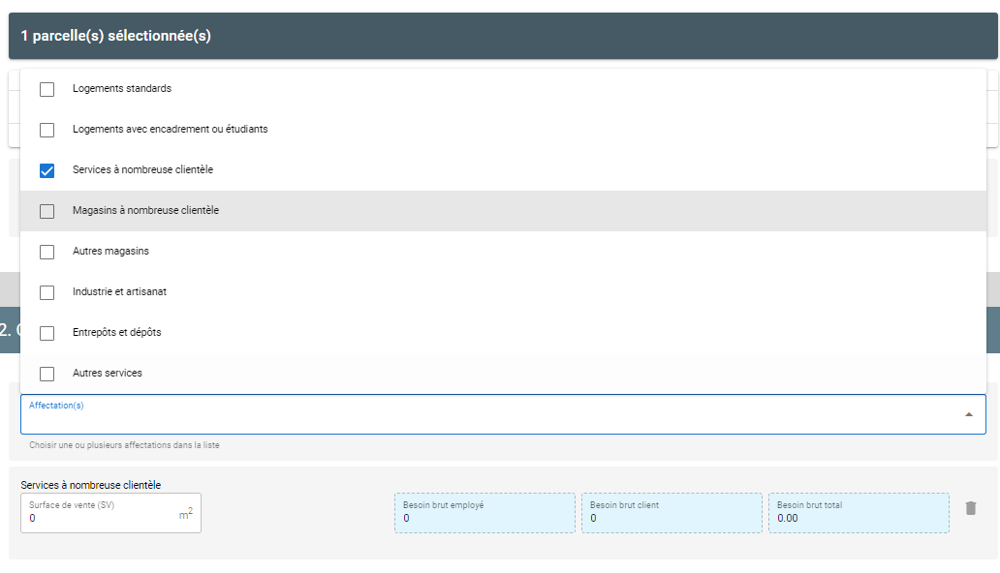 1 parcelle(s) sélectionnée(s)
Logements standards
Logements avec encadrement ou étudiants
Services à nombreuse clientèle
Magasins à nombreuse clientèle
Autres magasins
Industrie et artisanat
Entrepôts et dépôts
Autres services
2.
Affectation(s)
Choisir une ou plusieurs affectations dans la liste
Services à nombreuse clientèle
Surface de vente (SV)
0 m²
Besoin brut employé
0
Besoin brut client
0
Besoin brut total
0.00